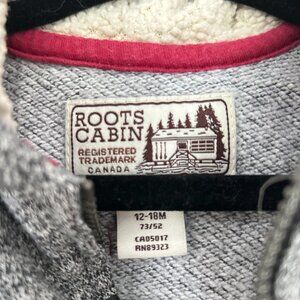 ROOTS
CABIN
REGISTERED
TRADEMARK
CANADA
12-18M
73/52
CA05017
RN89323